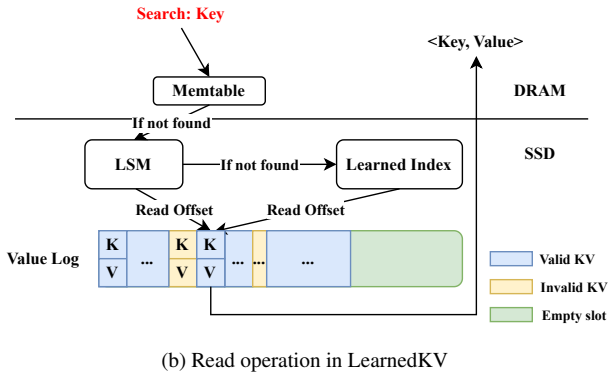 Search: Key
<Key, Value>
Memtable
DRAM
If not found
SSD
LSM
If not found
Learned Index
Read Offset
Read Offset
Value Log
K
...
K
K
...
...
...
V
V
V
Valid KV
Invalid KV
Empty slot
(b) Read operation in LearnedKV